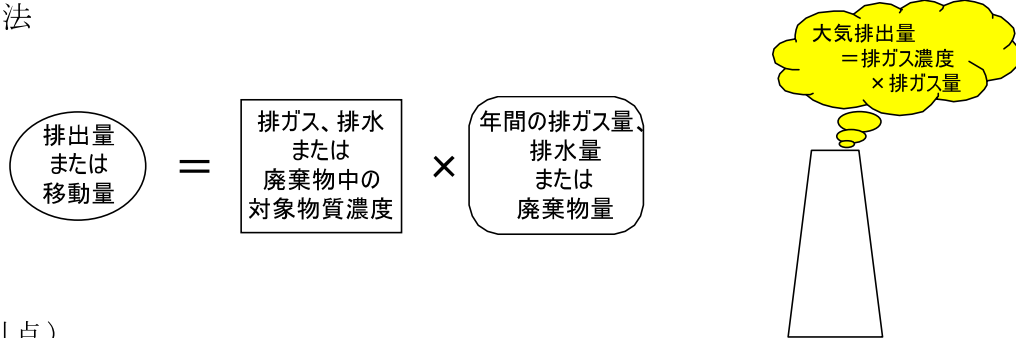 法
排出量
または
移動量
＝
排ガス、排水
または
廃棄物中の
対象物質濃度
×
年間の排ガス量、
排水量
または
廃棄物量
大気排出量
＝排ガス濃度
×排ガス量
点）